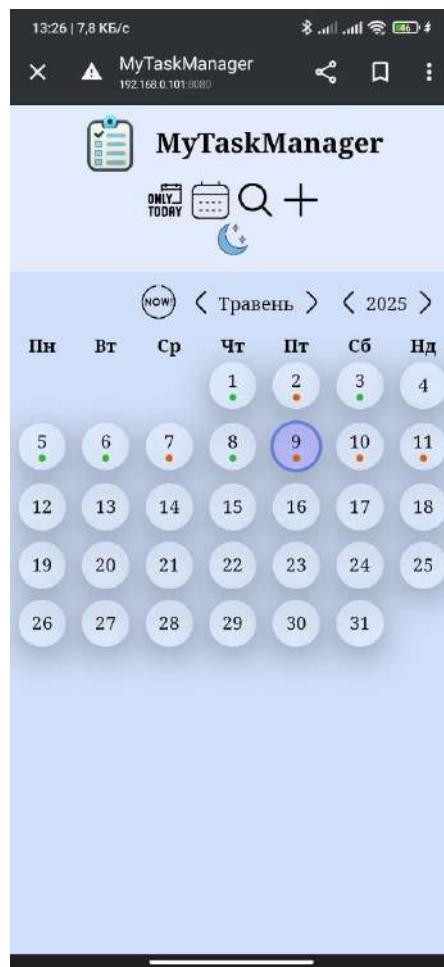 13:26 | 7,8 КБ/с 46
MyTaskManager
192.168.0.101:8080
MyTaskManager
ONLY TODAY
NOW!
Травень 2025
Пн Вт Ср Чт Пт Сб Нд
1 2 3 4
5 6 7 8 9 10 11
12 13 14 15 16 17 18
19 20 21 22 23 24 25
26 27 28 29 30 31